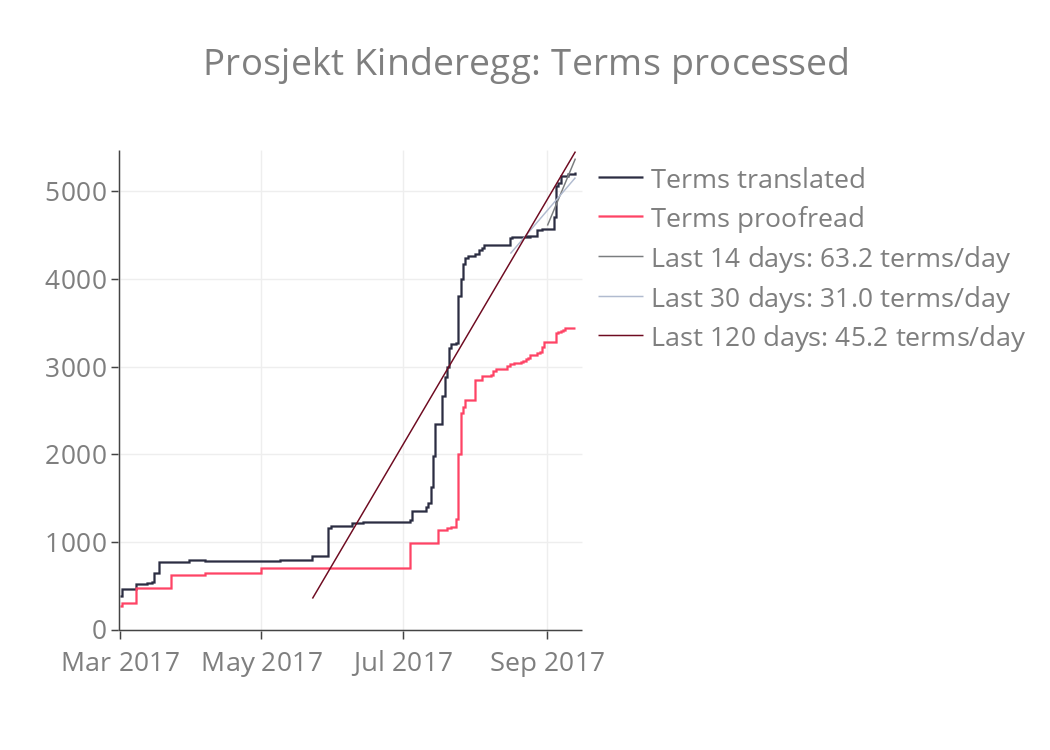 Prosjekt Kinderegg: Terms processed
Terms translated
Terms proofread
Last 14 days: 63.2 terms/day
Last 30 days: 31.0 terms/day
Last 120 days: 45.2 terms/day
5000
4000
3000
2000
1000
0
Mar 2017 May 2017 Jul 2017 Sep 2017